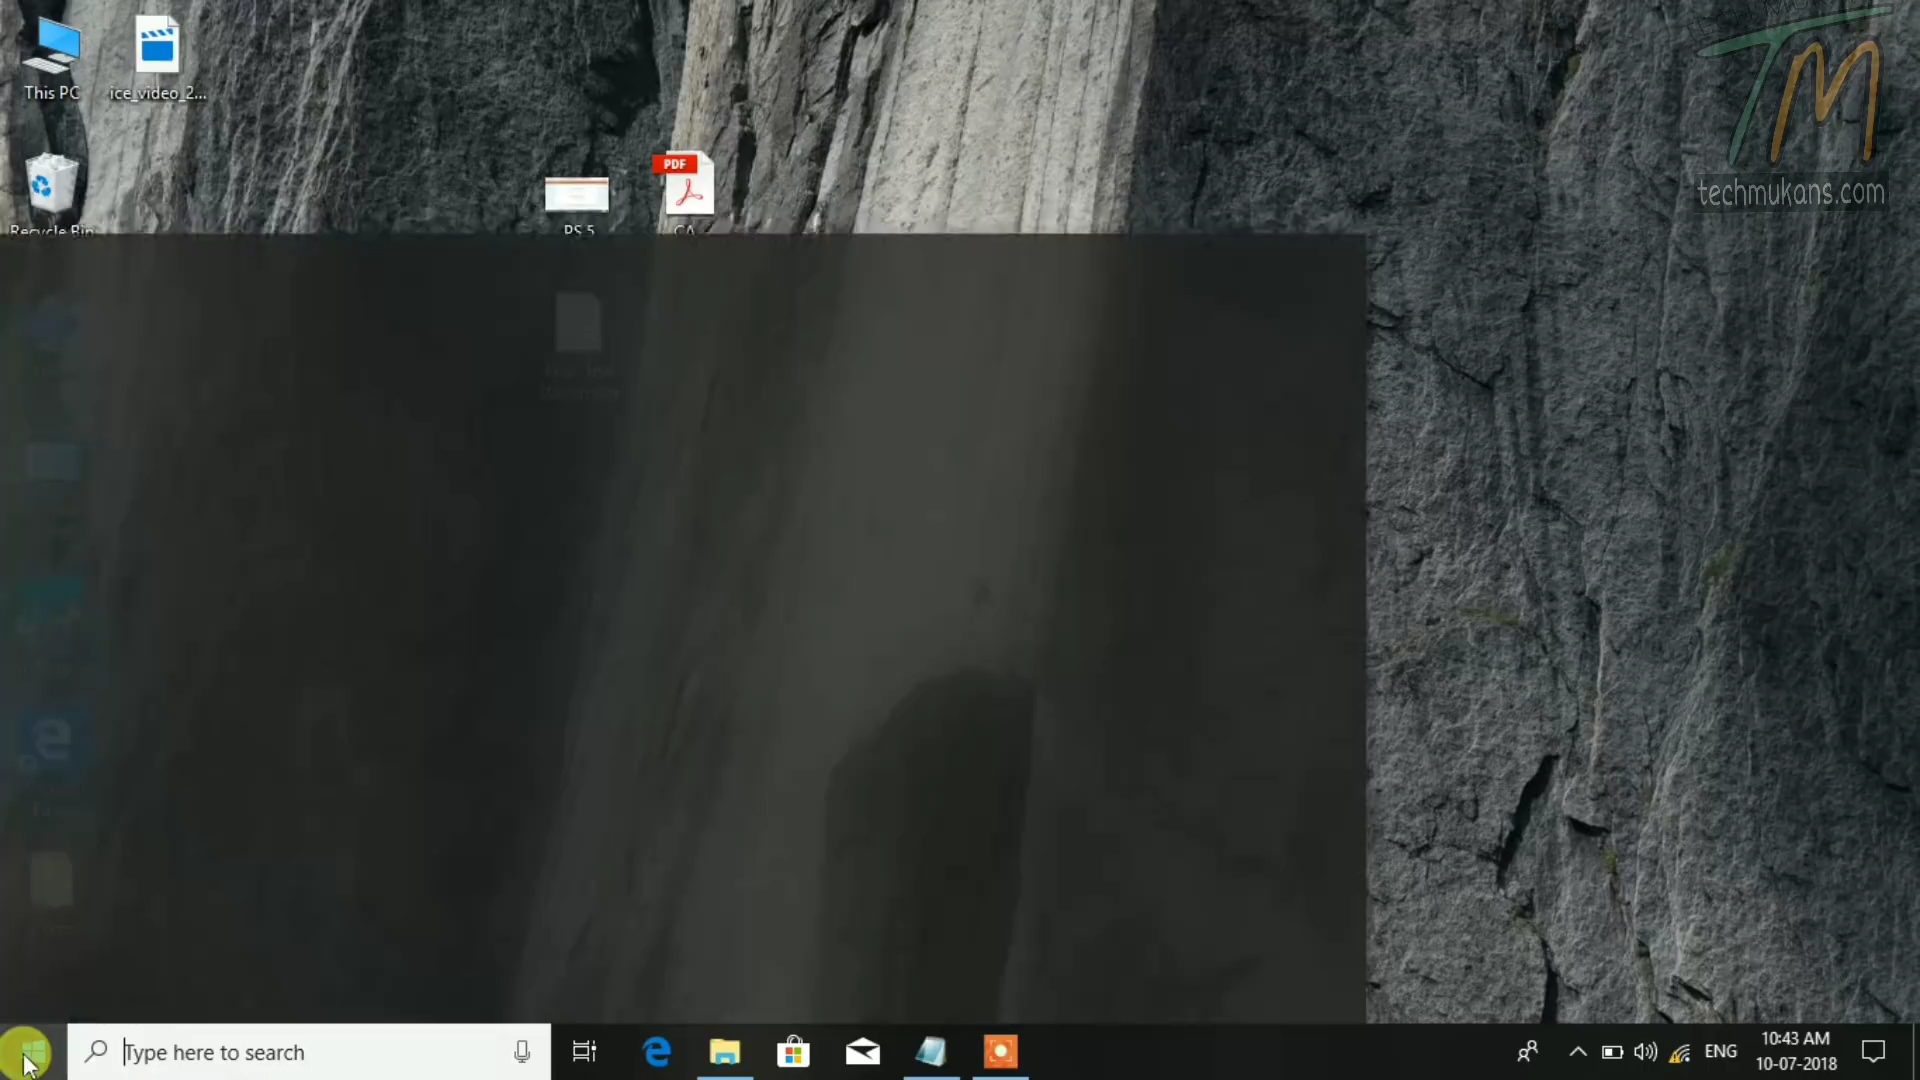 This PC
ice_video_2...
TM
techmukans.com
PDF
Recycle Bin
PS 5
CA
Type here to search
ENG
10:43 AM
10-07-2018